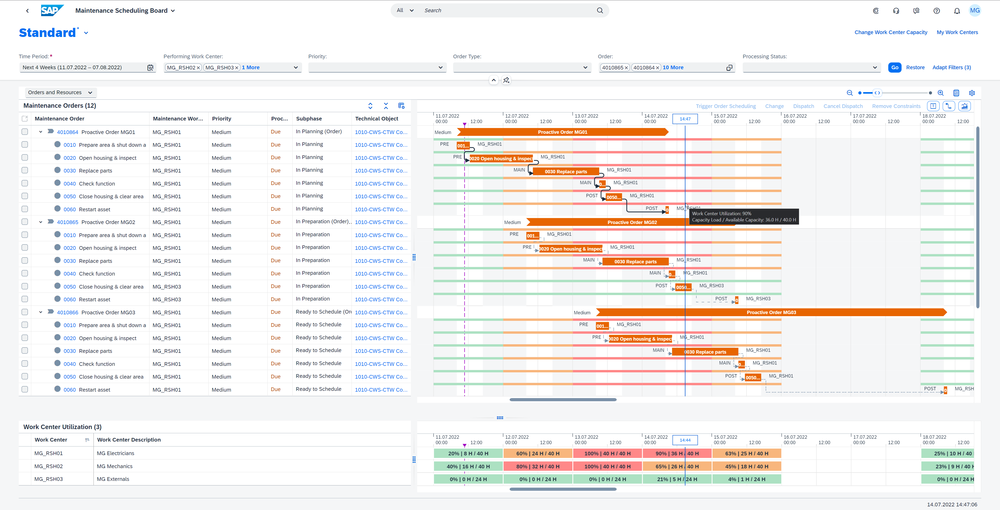 SAP Maintenance Scheduling Board All Search MG
Standard* Change Work Center Capacity My Work Centers
Time Period:* Performing Work Center: Priority: Order Type: Order: Processing Status:
Next 4 Weeks (11.07.2022 – 07.08.2022) MG_RSH02 MG_RSH03 1 More 4010865 4010864 10 More Go Restore Adapt Filters (3)
Orders and Resources
Maintenance Orders (12) Trigger Order Scheduling Change Dispatch Cancel Dispatch Remove Constraints
Maintenance Order Maintenance Wor... Priority Proc... Subphase Technical Object
11.07.2022 12.07.2022 13.07.2022 14.07.2022 14:47 15.07.2022 16.07.2022 17.07.2022 18.07.2022
00:00 12:00 00:00 12:00 00:00 12:00 00:00 00:00 12:00 00:00 12:00 00:00 12:00 00:00 12:00
4010864 Proactive Order MG01 MG_RSH01 Medium Due In Planning (Order) 1010-CWS-CTW Co... Medium Proactive Order MG01
0010 Prepare area & shut down a MG_RSH01 Medium Due In Planning 1010-CWS-CTW Co... PRE 001... MG_RSH01
0020 Open housing & inspect MG_RSH01 Medium Due In Planning 1010-CWS-CTW Co... PRE 0020 Open housing & inspect MG_RSH01
0030 Replace parts MG_RSH01 Medium Due In Planning 1010-CWS-CTW Co... MAIN 0030 Replace parts MG_RSH01
0040 Check function MG_RSH01 Medium Due In Planning 1010-CWS-CTW Co... MAIN 0... MG_RSH01
0050 Close housing & clear area MG_RSH01 Medium Due In Planning 1010-CWS-CTW Co... POST 0050... MG_RSH01
0060 Restart asset MG_RSH01 Medium Due In Planning 1010-CWS-CTW Co... POST 0 MG_RSH01
Work Center Utilization: 90%
Capacity Load / Available Capacity: 36.0 H / 40.0 H
4010865 Proactive Order MG02 MG_RSH01 Medium Due In Preparation (Order)... 1010-CWS-CTW Co... Medium Proactive Order MG02
0010 Prepare area & shut down a MG_RSH01 Medium Due In Preparation 1010-CWS-CTW Co... PRE 001... MG_RSH01
0020 Open housing & inspect MG_RSH01 Medium Due In Preparation 1010-CWS-CTW Co... PRE 0020 Open housing & inspect MG_RSH01
0030 Replace parts MG_RSH01 Medium Due In Preparation 1010-CWS-CTW Co... MAIN 0030 Replace parts MG_RSH01
0040 Check function MG_RSH01 Medium Due In Preparation 1010-CWS-CTW Co... MAIN 0... MG_RSH01
0050 Close housing & clear area MG_RSH03 Medium Due In Preparation 1010-CWS-CTW Co... POST 0050... MG_RSH03
0060 Restart asset MG_RSH03 Medium Due In Preparation 1010-CWS-CTW Co... POST 0 MG_RSH03
4010866 Proactive Order MG03 MG_RSH01 Medium Due Ready to Schedule (Ord 1010-CWS-CTW Co... Medium Proactive Order MG03
0010 Prepare area & shut down a MG_RSH01 Medium Due Ready to Schedule 1010-CWS-CTW Co... PRE 001... MG_RSH01
0020 Open housing & inspect MG_RSH01 Medium Due Ready to Schedule 1010-CWS-CTW Co... PRE 0020 Open housing & inspect MG_RSH01
0030 Replace parts MG_RSH01 Medium Due Ready to Schedule 1010-CWS-CTW Co... MAIN 0030 Replace parts MG_RSH01
0040 Check function MG_RSH01 Medium Due Ready to Schedule 1010-CWS-CTW Co... MAIN 0... MG_RSH01
0050 Close housing & clear area MG_RSH01 Medium Due Ready to Schedule 1010-CWS-CTW Co... POST 0050... MG_RSH01
0060 Restart asset MG_RSH01 Medium Due Ready to Schedule 1010-CWS-CTW Co... POST 0 MG_RSH
Work Center Utilization (3)
Work Center Work Center Description
11.07.2022 12.07.2022 13.07.2022 14.07.2022 14:44 15.07.2022 16.07.2022 17.07.2022 18.07.2022
00:00 12:00 00:00 12:00 00:00 12:00 00:00 00:00 12:00 00:00 12:00 00:00 12:00 00:00 12:00
MG_RSH01 MG Electricians 20% | 8 H / 40 H 60% | 24 H / 40 H 100% | 40 H / 40 H 90% | 36 H / 40 H 63% | 25 H / 40 H 25% | 10 H / 40
MG_RSH02 MG Mechanics 40% | 16 H / 40 H 80% | 32 H / 40 H 100% | 40 H / 40 H 65% | 26 H / 40 H 45% | 18 H / 40 H 23% | 9 H / 40 H
MG_RSH03 MG Externals 0% | 0 H / 24 H 0% | 0 H / 24 H 0% | 0 H / 24 H 21% | 5 H / 24 H 4% | 1 H / 24 H 0% | 0 H / 24 H
14.07.2022 14:47:06